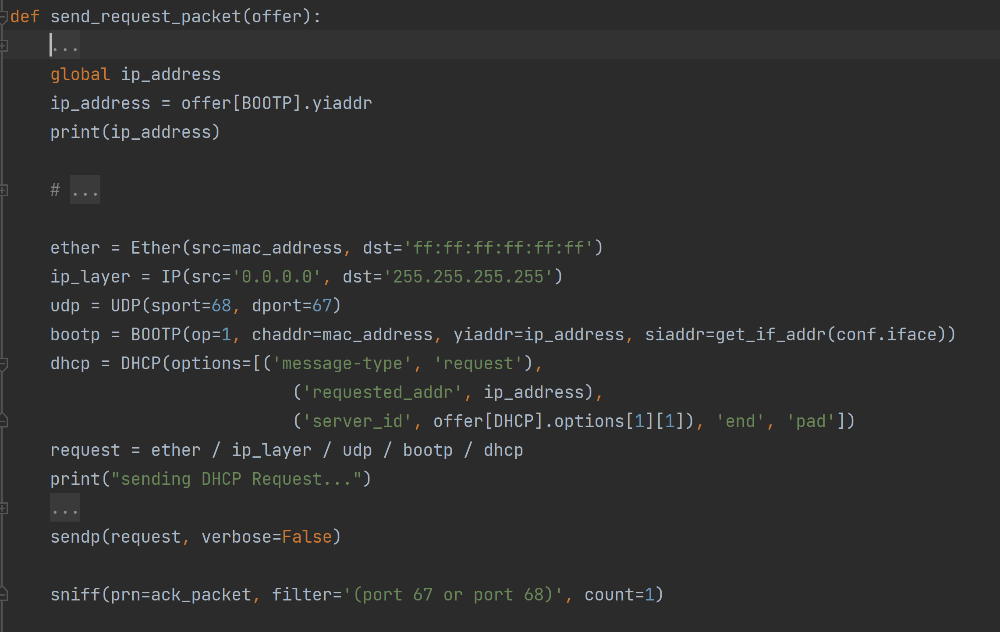 def send_request_packet(offer):
    ...
    global ip_address
    ip_address = offer[BOOTP].yiaddr
    print(ip_address)
    # ...
    ether = Ether(src=mac_address, dst='ff:ff:ff:ff:ff:ff')
    ip_layer = IP(src='0.0.0.0', dst='255.255.255.255')
    udp = UDP(sport=68, dport=67)
    bootp = BOOTP(op=1, chaddr=mac_address, yiaddr=ip_address, siaddr=get_if_addr(conf.iface))
    dhcp = DHCP(options=[('message-type', 'request'),
                            ('requested_addr', ip_address),
                            ('server_id', offer[DHCP].options[1][1]), 'end', 'pad'])
    request = ether / ip_layer / udp / bootp / dhcp
    print("sending DHCP Request...")
    ...
    sendp(request, verbose=False)
    sniff(prn=ack_packet, filter='(port 67 or port 68)', count=1)